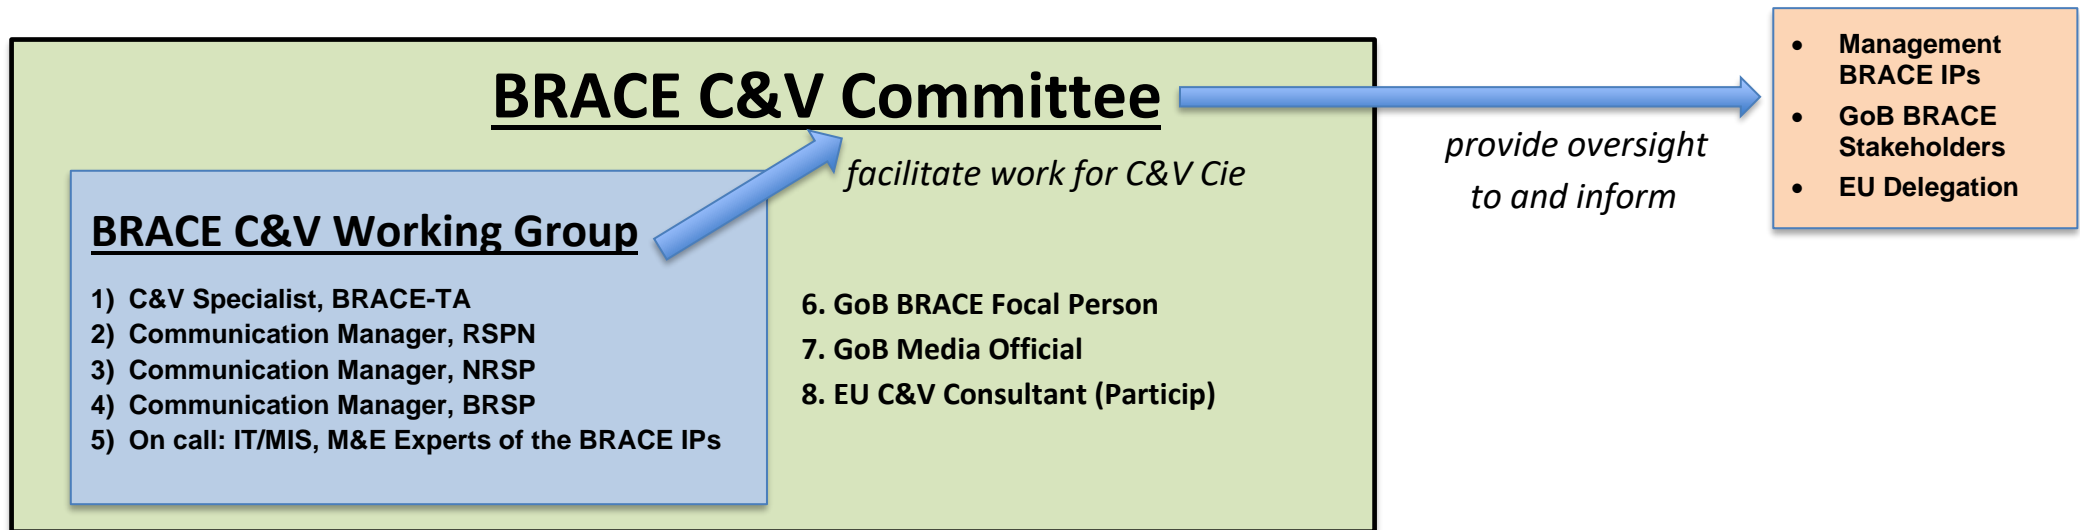 BRACE C&V Committee
facilitate work for C&V Cie
BRACE C&V Working Group
1) C&V Specialist, BRACE-TA
2) Communication Manager, RSPN
3) Communication Manager, NRSP
4) Communication Manager, BRSP
5) On call: IT/MIS, M&E Experts of the BRACE IPs
6. GoB BRACE Focal Person
7. GoB Media Official
8. EU C&V Consultant (Particip)
provide oversight
to and inform
• Management
BRACE IPs
• GoB BRACE
Stakeholders
• EU Delegation